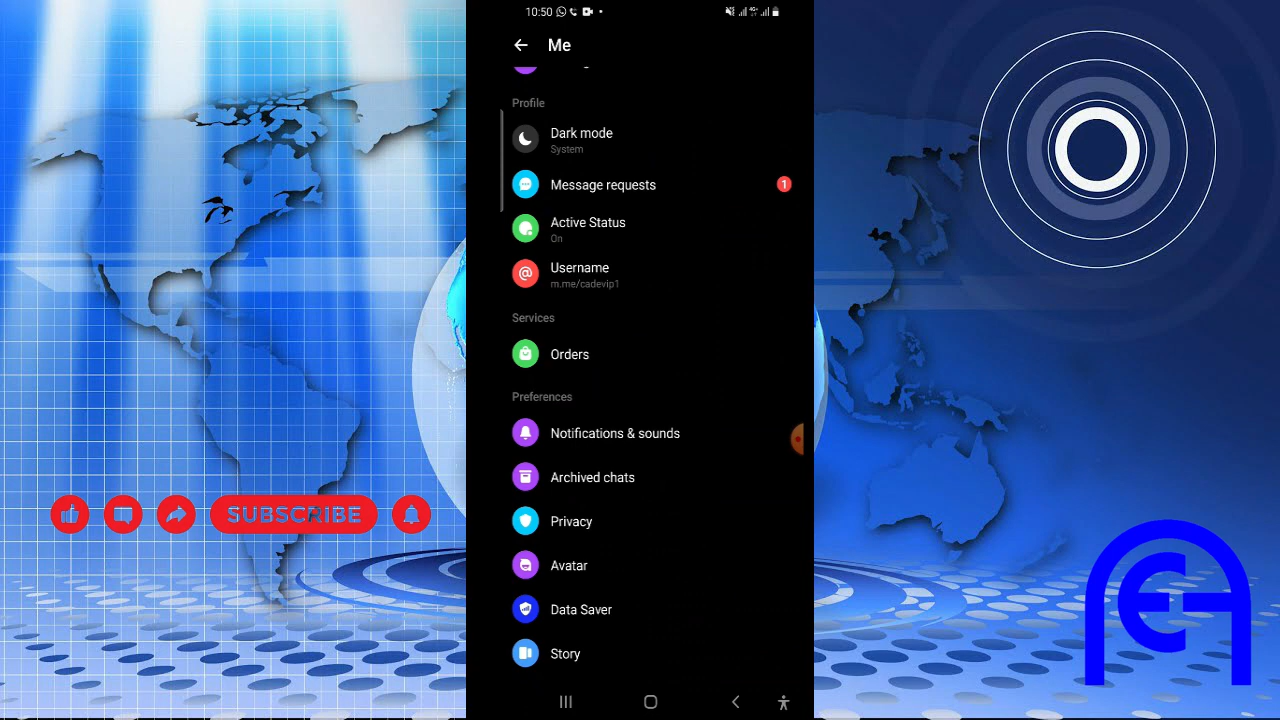 10:50
Me
Profile
Dark mode
System
Message requests
1
Active Status
On
Username
m.me/cadevip1
Services
Orders
Preferences
Notifications & sounds
Archived chats
Privacy
Avatar
Data Saver
Story
SUBSCRIBE